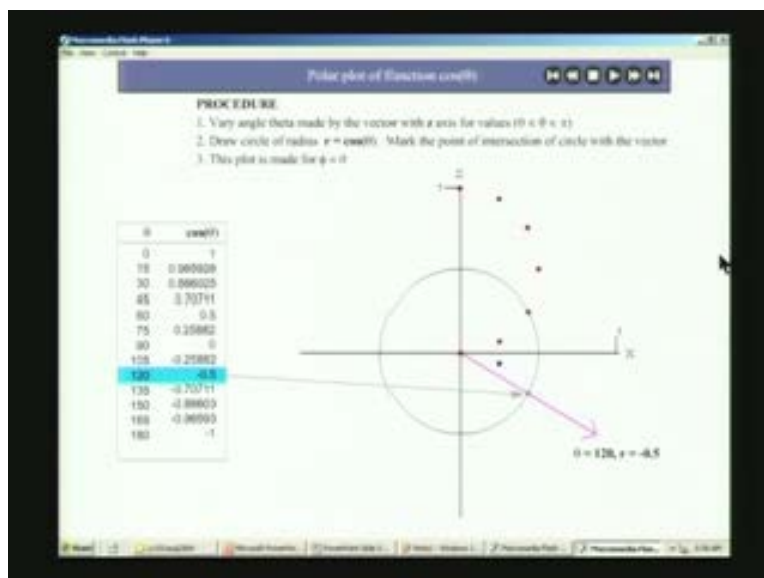 Polar plot of Function cos(θ)
PROCEDURE
1. Vary angle theta made by the vector with z axis for values (0 < θ < π)
2. Draw circle of radius r = cos(θ). Mark the point of intersection of circle with the vector
3. This plot is made for ϕ = 0
Z
1
θ cos(θ)
0 1
15 0.965926
30 0.866025
45 0.70711
60 0.5
75 0.25882
90 0
105 -0.25882
120 -0.5
135 -0.70711
150 -0.86603
165 -0.96593
180 -1
1
X
θ = 120, r = -0.5